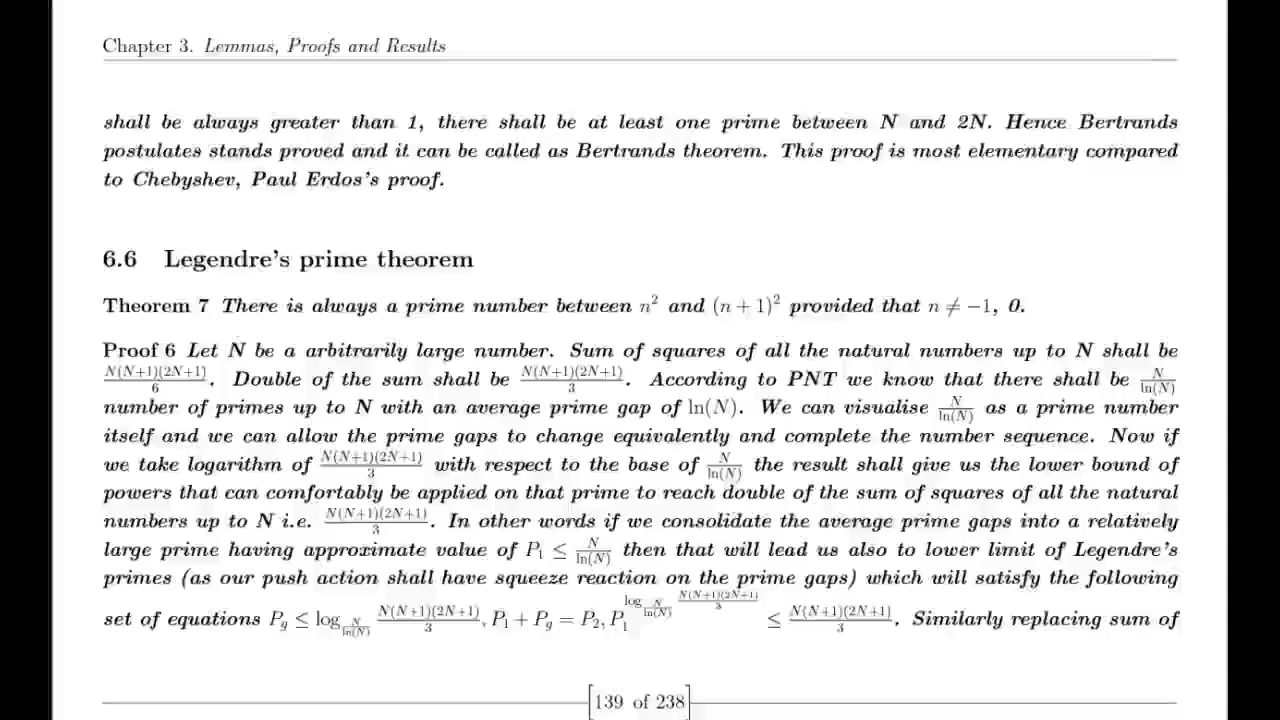 Chapter 3. Lemmas, Proofs and Results
shall be always greater than 1, there shall be at least one prime between N and 2N. Hence Bertrands
postulates stands proved and it can be called as Bertrands theorem. This proof is most elementary compared
to Chebyshev, Paul Erdos's proof.
6.6 Legendre's prime theorem
Theorem 7 There is always a prime number between n² and (n + 1)² provided that n ≠ −1, 0.
Proof 6 Let N be a arbitrarily large number. Sum of squares of all the natural numbers up to N shall be
N(N+1)(2N+1)/6. Double of the sum shall be N(N+1)(2N+1)/3. According to PNT we know that there shall be N/ln(N)
number of primes up to N with an average prime gap of ln(N). We can visualise N/ln(N) as a prime number
itself and we can allow the prime gaps to change equivalently and complete the number sequence. Now if
we take logarithm of N(N+1)(2N+1)/3 with respect to the base of N/ln(N) the result shall give us the lower bound of
powers that can comfortably be applied on that prime to reach double of the sum of squares of all the natural
numbers up to N i.e. N(N+1)(2N+1)/3. In other words if we consolidate the average prime gaps into a relatively
large prime having approximate value of P₁ ≤ N/ln(N) then that will lead us also to lower limit of Legendre's
primes (as our push action shall have squeeze reaction on the prime gaps) which will satisfy the following
set of equations P_g ≤ log_{N/ln(N)} N(N+1)(2N+1)/3, P₁ + P_g = P₂, P₁^{log_{N/ln(N)} N(N+1)(2N+1)/3} ≤ N(N+1)(2N+1)/3. Similarly replacing sum of
139 of 238